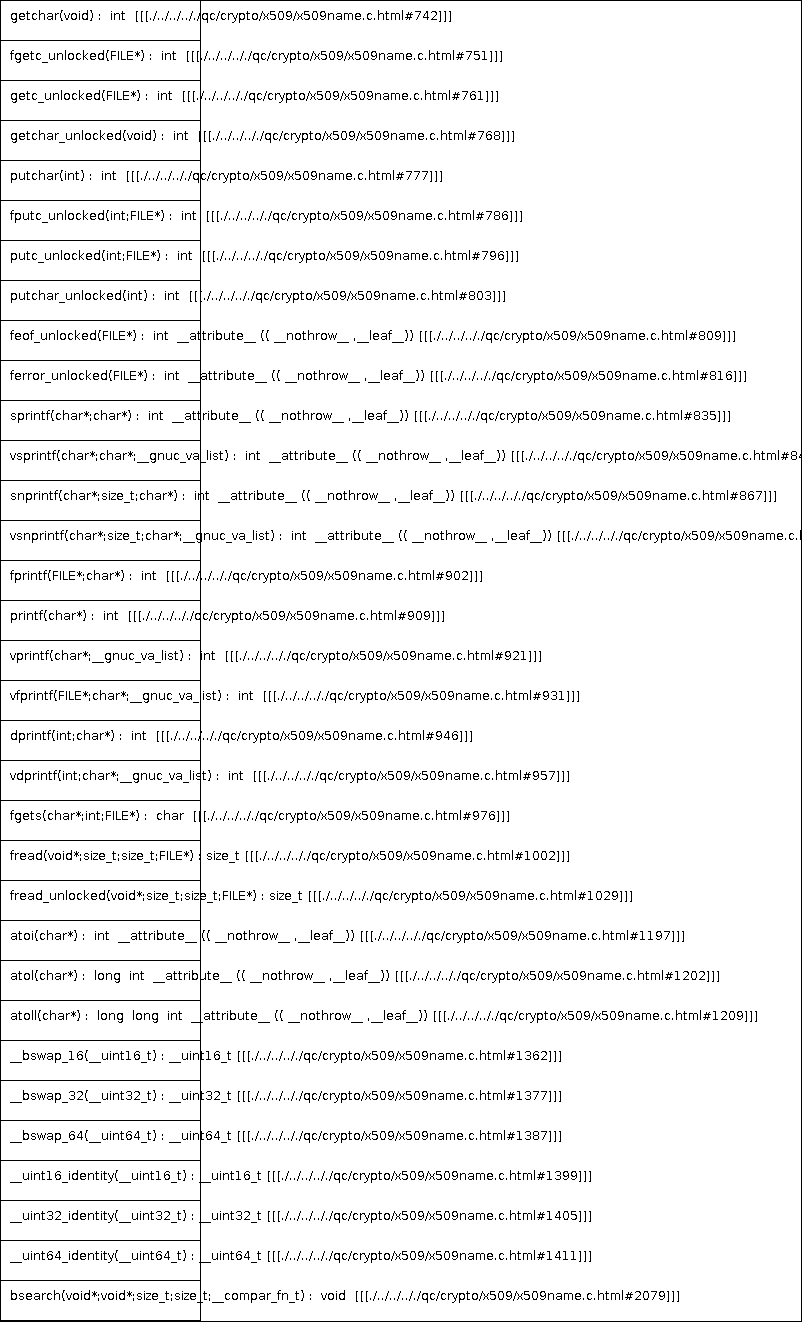 getchar(void) : int [[[./../../../../qc/crypto/x509/x509name.c.html#742]]]
fgetc_unlocked(FILE*) : int [[[./../../../../qc/crypto/x509/x509name.c.html#751]]]
getc_unlocked(FILE*) : int [[[./../../../../qc/crypto/x509/x509name.c.html#761]]]
getchar_unlocked(void) : int [[[./../../../../qc/crypto/x509/x509name.c.html#768]]]
putchar(int) : int [[[./../../../../qc/crypto/x509/x509name.c.html#777]]]
fputc_unlocked(int;FILE*) : int [[[./../../../../qc/crypto/x509/x509name.c.html#786]]]
putc_unlocked(int;FILE*) : int [[[./../../../../qc/crypto/x509/x509name.c.html#796]]]
putchar_unlocked(int) : int [[[./../../../../qc/crypto/x509/x509name.c.html#803]]]
feof_unlocked(FILE*) : int __attribute__ (( __nothrow__ ,__leaf__)) [[[./../../../../qc/crypto/x509/x509name.c.html#809]]]
ferror_unlocked(FILE*) : int __attribute__ (( __nothrow__ ,__leaf__)) [[[./../../../../qc/crypto/x509/x509name.c.html#816]]]
sprintf(char*;char*) : int __attribute__ (( __nothrow__ ,__leaf__)) [[[./../../../../qc/crypto/x509/x509name.c.html#835]]]
vsprintf(char*;char*;__gnuc_va_list) : int __attribute__ (( __nothrow__ ,__leaf__)) [[[./../../../../qc/crypto/x509/x509name.c.html#84
snprintf(char*;size_t;char*) : int __attribute__ (( __nothrow__ ,__leaf__)) [[[./../../../../qc/crypto/x509/x509name.c.html#867]]]
vsnprintf(char*;size_t;char*;__gnuc_va_list) : int __attribute__ (( __nothrow__ ,__leaf__)) [[[./../../../../qc/crypto/x509/x509name.c.
fprintf(FILE*;char*) : int [[[./../../../../qc/crypto/x509/x509name.c.html#902]]]
printf(char*) : int [[[./../../../../qc/crypto/x509/x509name.c.html#909]]]
vprintf(char*;__gnuc_va_list) : int [[[./../../../../qc/crypto/x509/x509name.c.html#921]]]
vfprintf(FILE*;char*;__gnuc_va_list) : int [[[./../../../../qc/crypto/x509/x509name.c.html#931]]]
dprintf(int;char*) : int [[[./../../../../qc/crypto/x509/x509name.c.html#946]]]
vdprintf(int;char*;__gnuc_va_list) : int [[[./../../../../qc/crypto/x509/x509name.c.html#957]]]
fgets(char*;int;FILE*) : char [[[./../../../../qc/crypto/x509/x509name.c.html#976]]]
fread(void*;size_t;size_t;FILE*) : size_t [[[./../../../../qc/crypto/x509/x509name.c.html#1002]]]
fread_unlocked(void*;size_t;size_t;FILE*) : size_t [[[./../../../../qc/crypto/x509/x509name.c.html#1029]]]
atoi(char*) : int __attribute__ (( __nothrow__ ,__leaf__)) [[[./../../../../qc/crypto/x509/x509name.c.html#1197]]]
atol(char*) : long int __attribute__ (( __nothrow__ ,__leaf__)) [[[./../../../../qc/crypto/x509/x509name.c.html#1202]]]
atoll(char*) : long long int __attribute__ (( __nothrow__ ,__leaf__)) [[[./../../../../qc/crypto/x509/x509name.c.html#1209]]]
__bswap_16(__uint16_t) : __uint16_t [[[./../../../../qc/crypto/x509/x509name.c.html#1362]]]
__bswap_32(__uint32_t) : __uint32_t [[[./../../../../qc/crypto/x509/x509name.c.html#1377]]]
__bswap_64(__uint64_t) : __uint64_t [[[./../../../../qc/crypto/x509/x509name.c.html#1387]]]
__uint16_identity(__uint16_t) : __uint16_t [[[./../../../../qc/crypto/x509/x509name.c.html#1399]]]
__uint32_identity(__uint32_t) : __uint32_t [[[./../../../../qc/crypto/x509/x509name.c.html#1405]]]
__uint64_identity(__uint64_t) : __uint64_t [[[./../../../../qc/crypto/x509/x509name.c.html#1411]]]
bsearch(void*;void*;size_t;size_t;__compar_fn_t) : void [[[./../../../../qc/crypto/x509/x509name.c.html#2079]]]